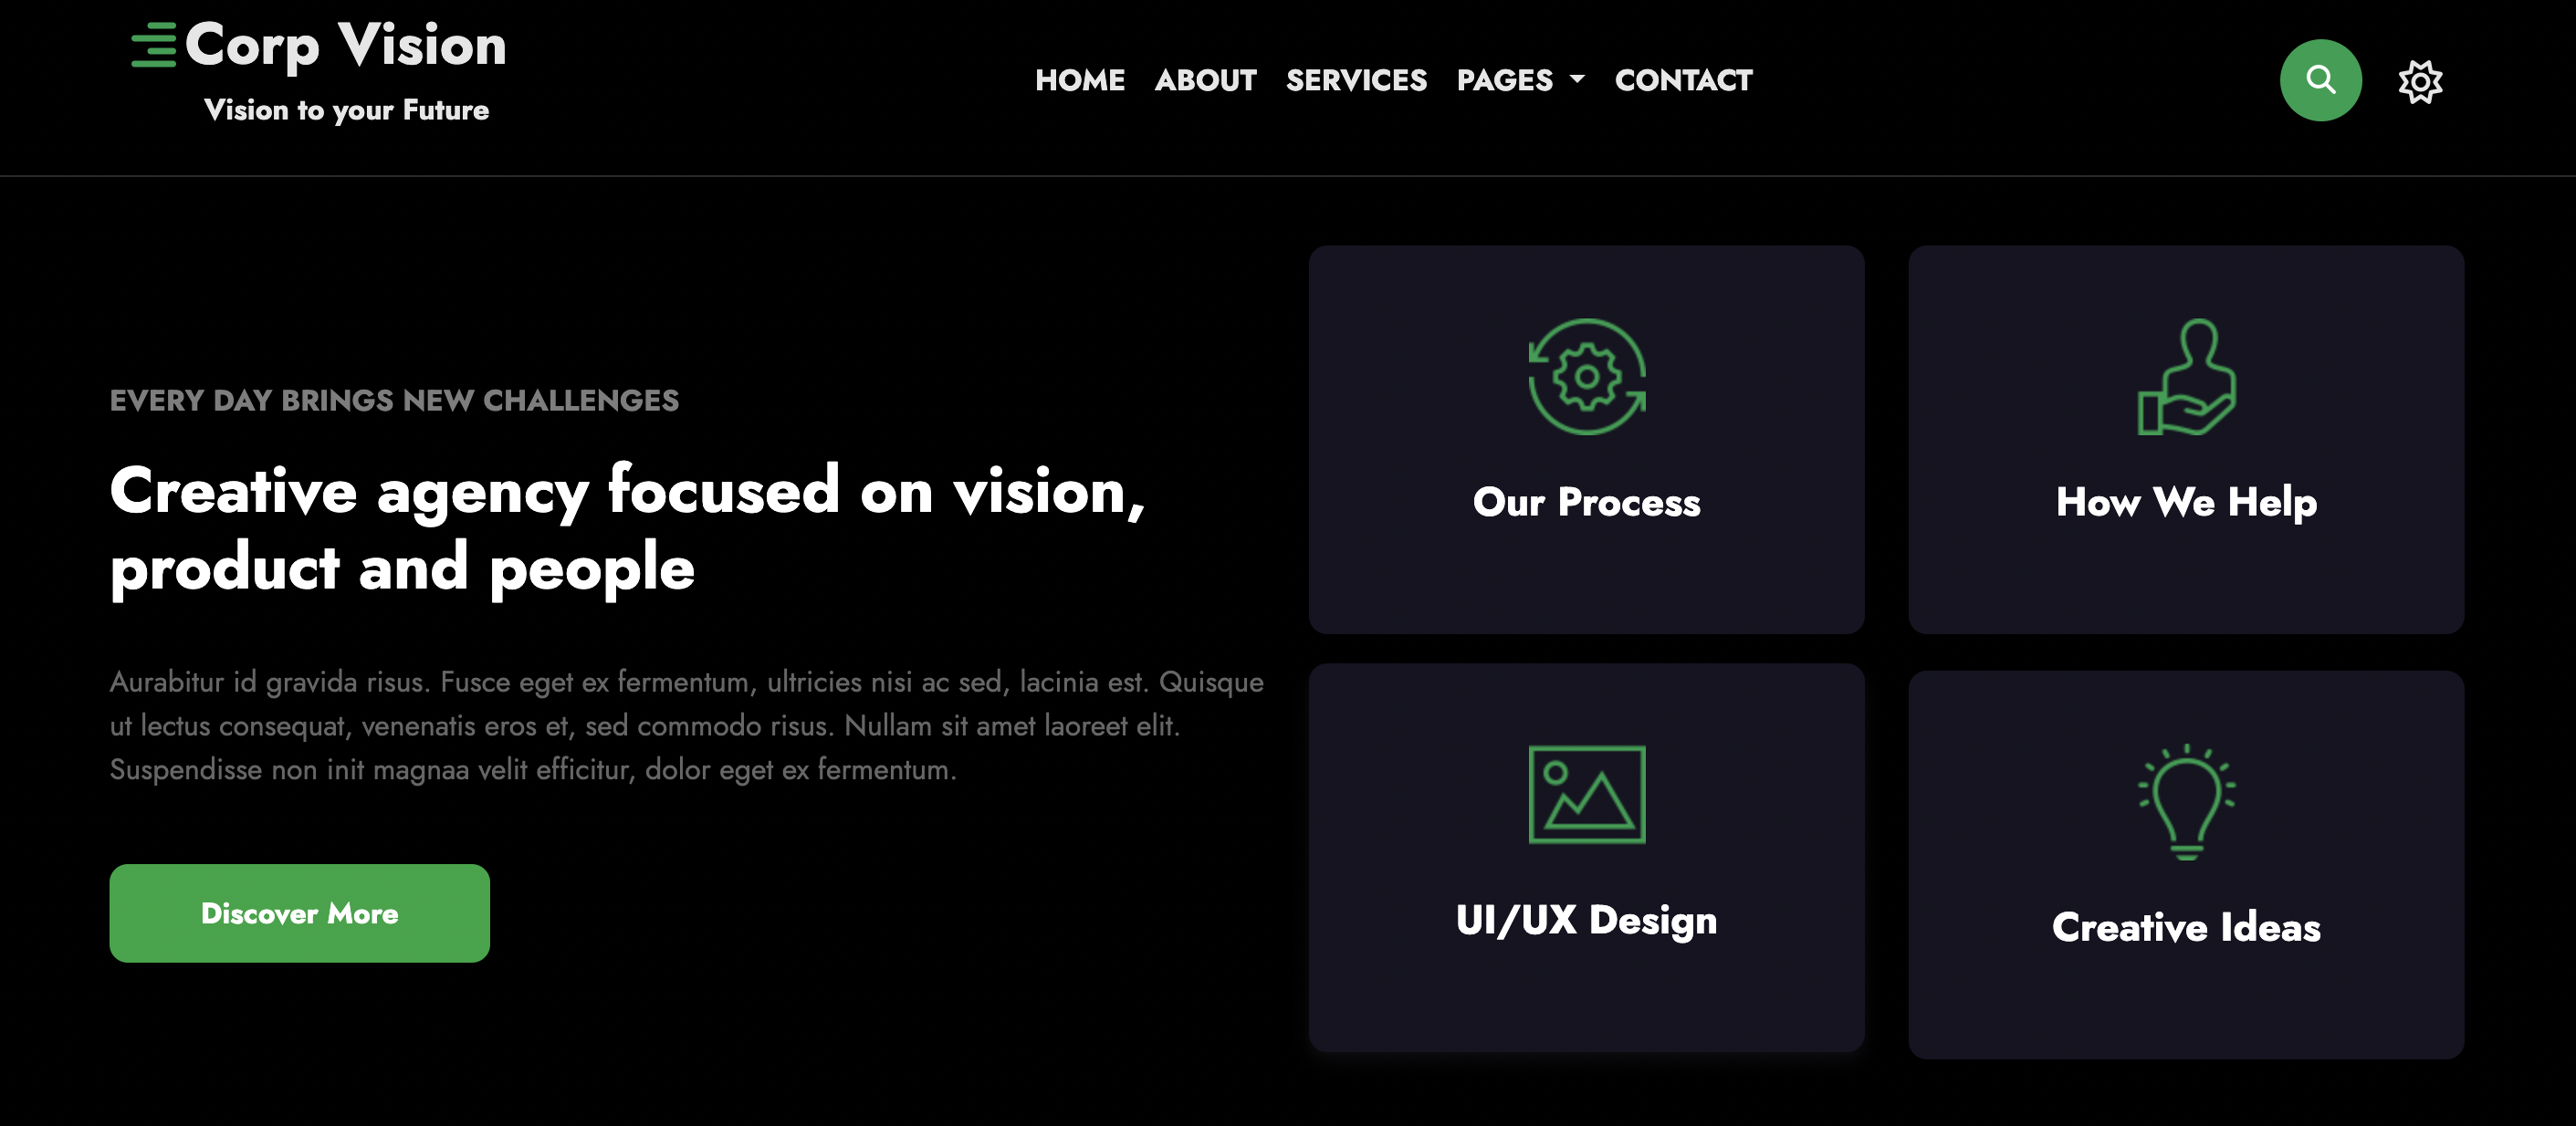 Corp Vision
Vision to your Future
HOME ABOUT SERVICES PAGES CONTACT
EVERY DAY BRINGS NEW CHALLENGES
Creative agency focused on vision,
product and people
Aurabitur id gravida risus. Fusce eget ex fermentum, ultricies nisi ac sed, lacinia est. Quisque
ut lectus consequat, venenatis eros et, sed commodo risus. Nullam sit amet laoreet elit.
Suspendisse non init magnaa velit efficitur, dolor eget ex fermentum.
Discover More
Our Process
How We Help
UI/UX Design
Creative Ideas